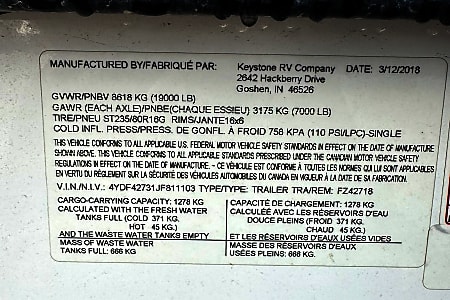 MANUFACTURED BY/FABRIQUÉ PAR: Keystone RV Company DATE: 3/12/2018
2642 Hackberry Drive
Goshen, IN 46526
GVWR/PNBV 8618 KG (19000 LB)
GAWR (EACH AXLE)/PNBE(CHAQUE ESSIEU) 3175 KG (7000 LB)
TIRE/PNEU ST235/80R16G RIMS/JANTE16x6
COLD INFL. PRESS/PRESS. DE GONFL. À FROID 758 KPA (110 PSI/LPC)-SINGLE
THIS VEHICLE CONFORMS TO ALL APPLICABLE U.S. FEDERAL MOTOR VEHICLE SAFETY STANDARDS IN EFFECT ON THE DATE OF MANUFACTURE
SHOWN ABOVE. THIS VEHICLE CONFORMS TO ALL APPLICABLE STANDARDS PRESCRIBED UNDER THE CANADIAN MOTOR VEHICLE SAFETY
REGULATIONS IN EFFECT ON THE DATE OF MANUFACTURE - CE VÉHICULE EST CONFORME À TOUTES LES NORMES QUI LUI SONT APPLICABLES
EN VERTU DU RÈGLEMENT SUR LA SÉCURITÉ DES VÉHICULES AUTOMOBILES DU CANADA EN VIGUEUR À LA DATE DE SA FABRICATION.
V.I.N./N.I.V.: 4YDF42731JF811103 TYPE/TYPE: TRAILER TRA/REM: FZ42718
CARGO-CARRYING CAPACITY: 1278 KG
CALCULATED WITH THE FRESH WATER
TANKS FULL (COLD 371 KG.
HOT 45 KG.)
AND THE WASTE WATER TANKS EMPTY
MASS OF WASTE WATER
TANKS FULL: 666 KG
CAPACITÉ DE CHARGEMENT: 1278 KG
CALCULÉE AVEC LES RÉSERVOIRS D'EAU
DOUCE PLEINS (FROID 371 KG.
CHAUD 45 KG.)
ET LES RÉSERVOIRS D'EAUX USÉES VIDES
MASSE DES RÉSERVOIRS D'EAUX
USÉES PLEINS: 668 KG